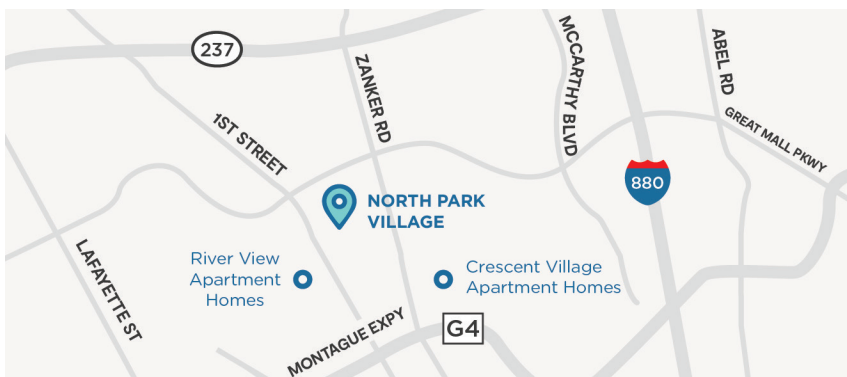 237
ZANKER RD
MCCARTHY BLVD
ABEL RD
1ST STREET
GREAT MALL PKWY
880
NORTH PARK
VILLAGE
LAFAYETTE ST
River View
Apartment
Homes
Crescent Village
Apartment Homes
MONTAGUE EXPY
G4